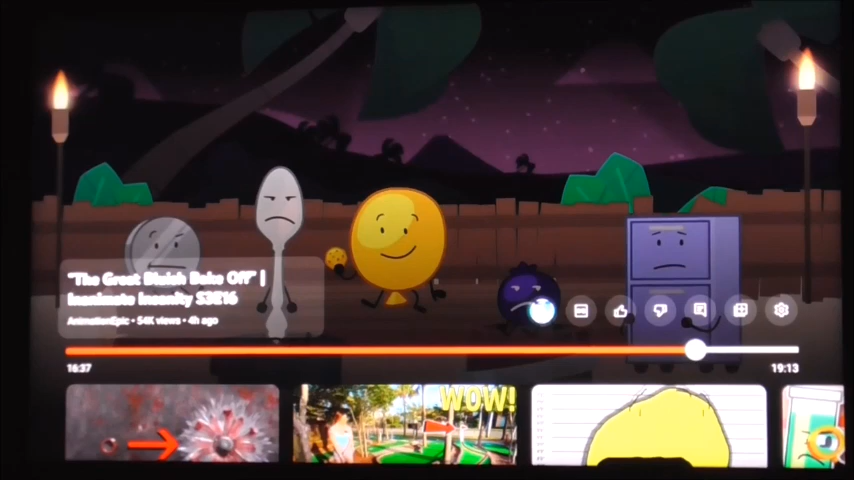 "The Great Bluish Bake Off" |
Inanimate Insanity S3E16
AnimationEpic • 54K views • 4h ago
16:37
19:13
WOW!